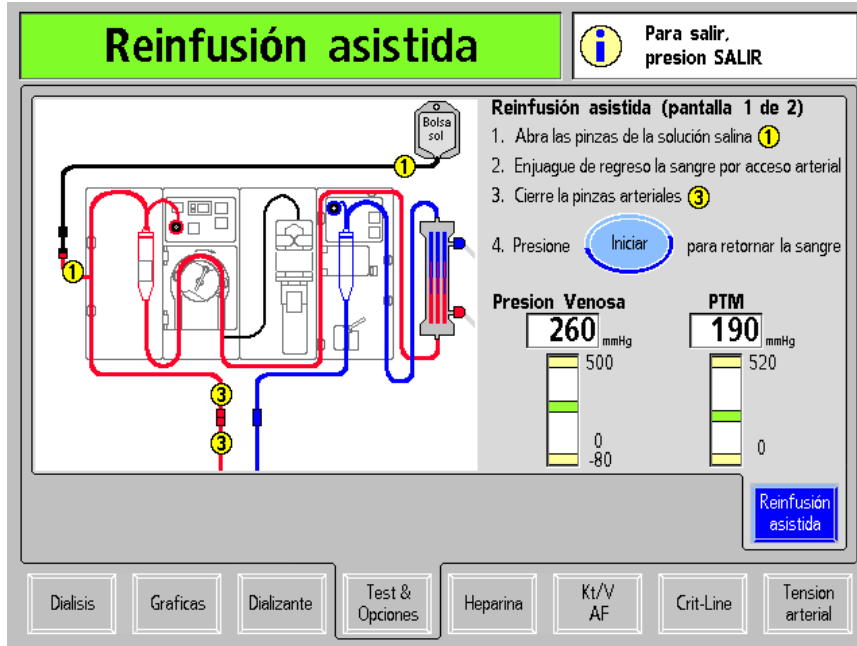 Reinfusión asistida
Para salir,
presion SALIR
Bolsa
sol
1
1
3
3
Reinfusión asistida (pantalla 1 de 2)
1. Abra las pinzas de la solución salina 1
2. Enjuague de regreso la sangre por acceso arterial
3. Cierre la pinzas arteriales 3
4. Presione Iniciar para retornar la sangre
Presion Venosa
260 mmHg
500
0
-80
PTM
190 mmHg
520
0
Reinfusión
asistida
Dialisis
Graficas
Dializante
Test &
Opciones
Heparina
Kt/V
AF
Crit-Line
Tension
arterial